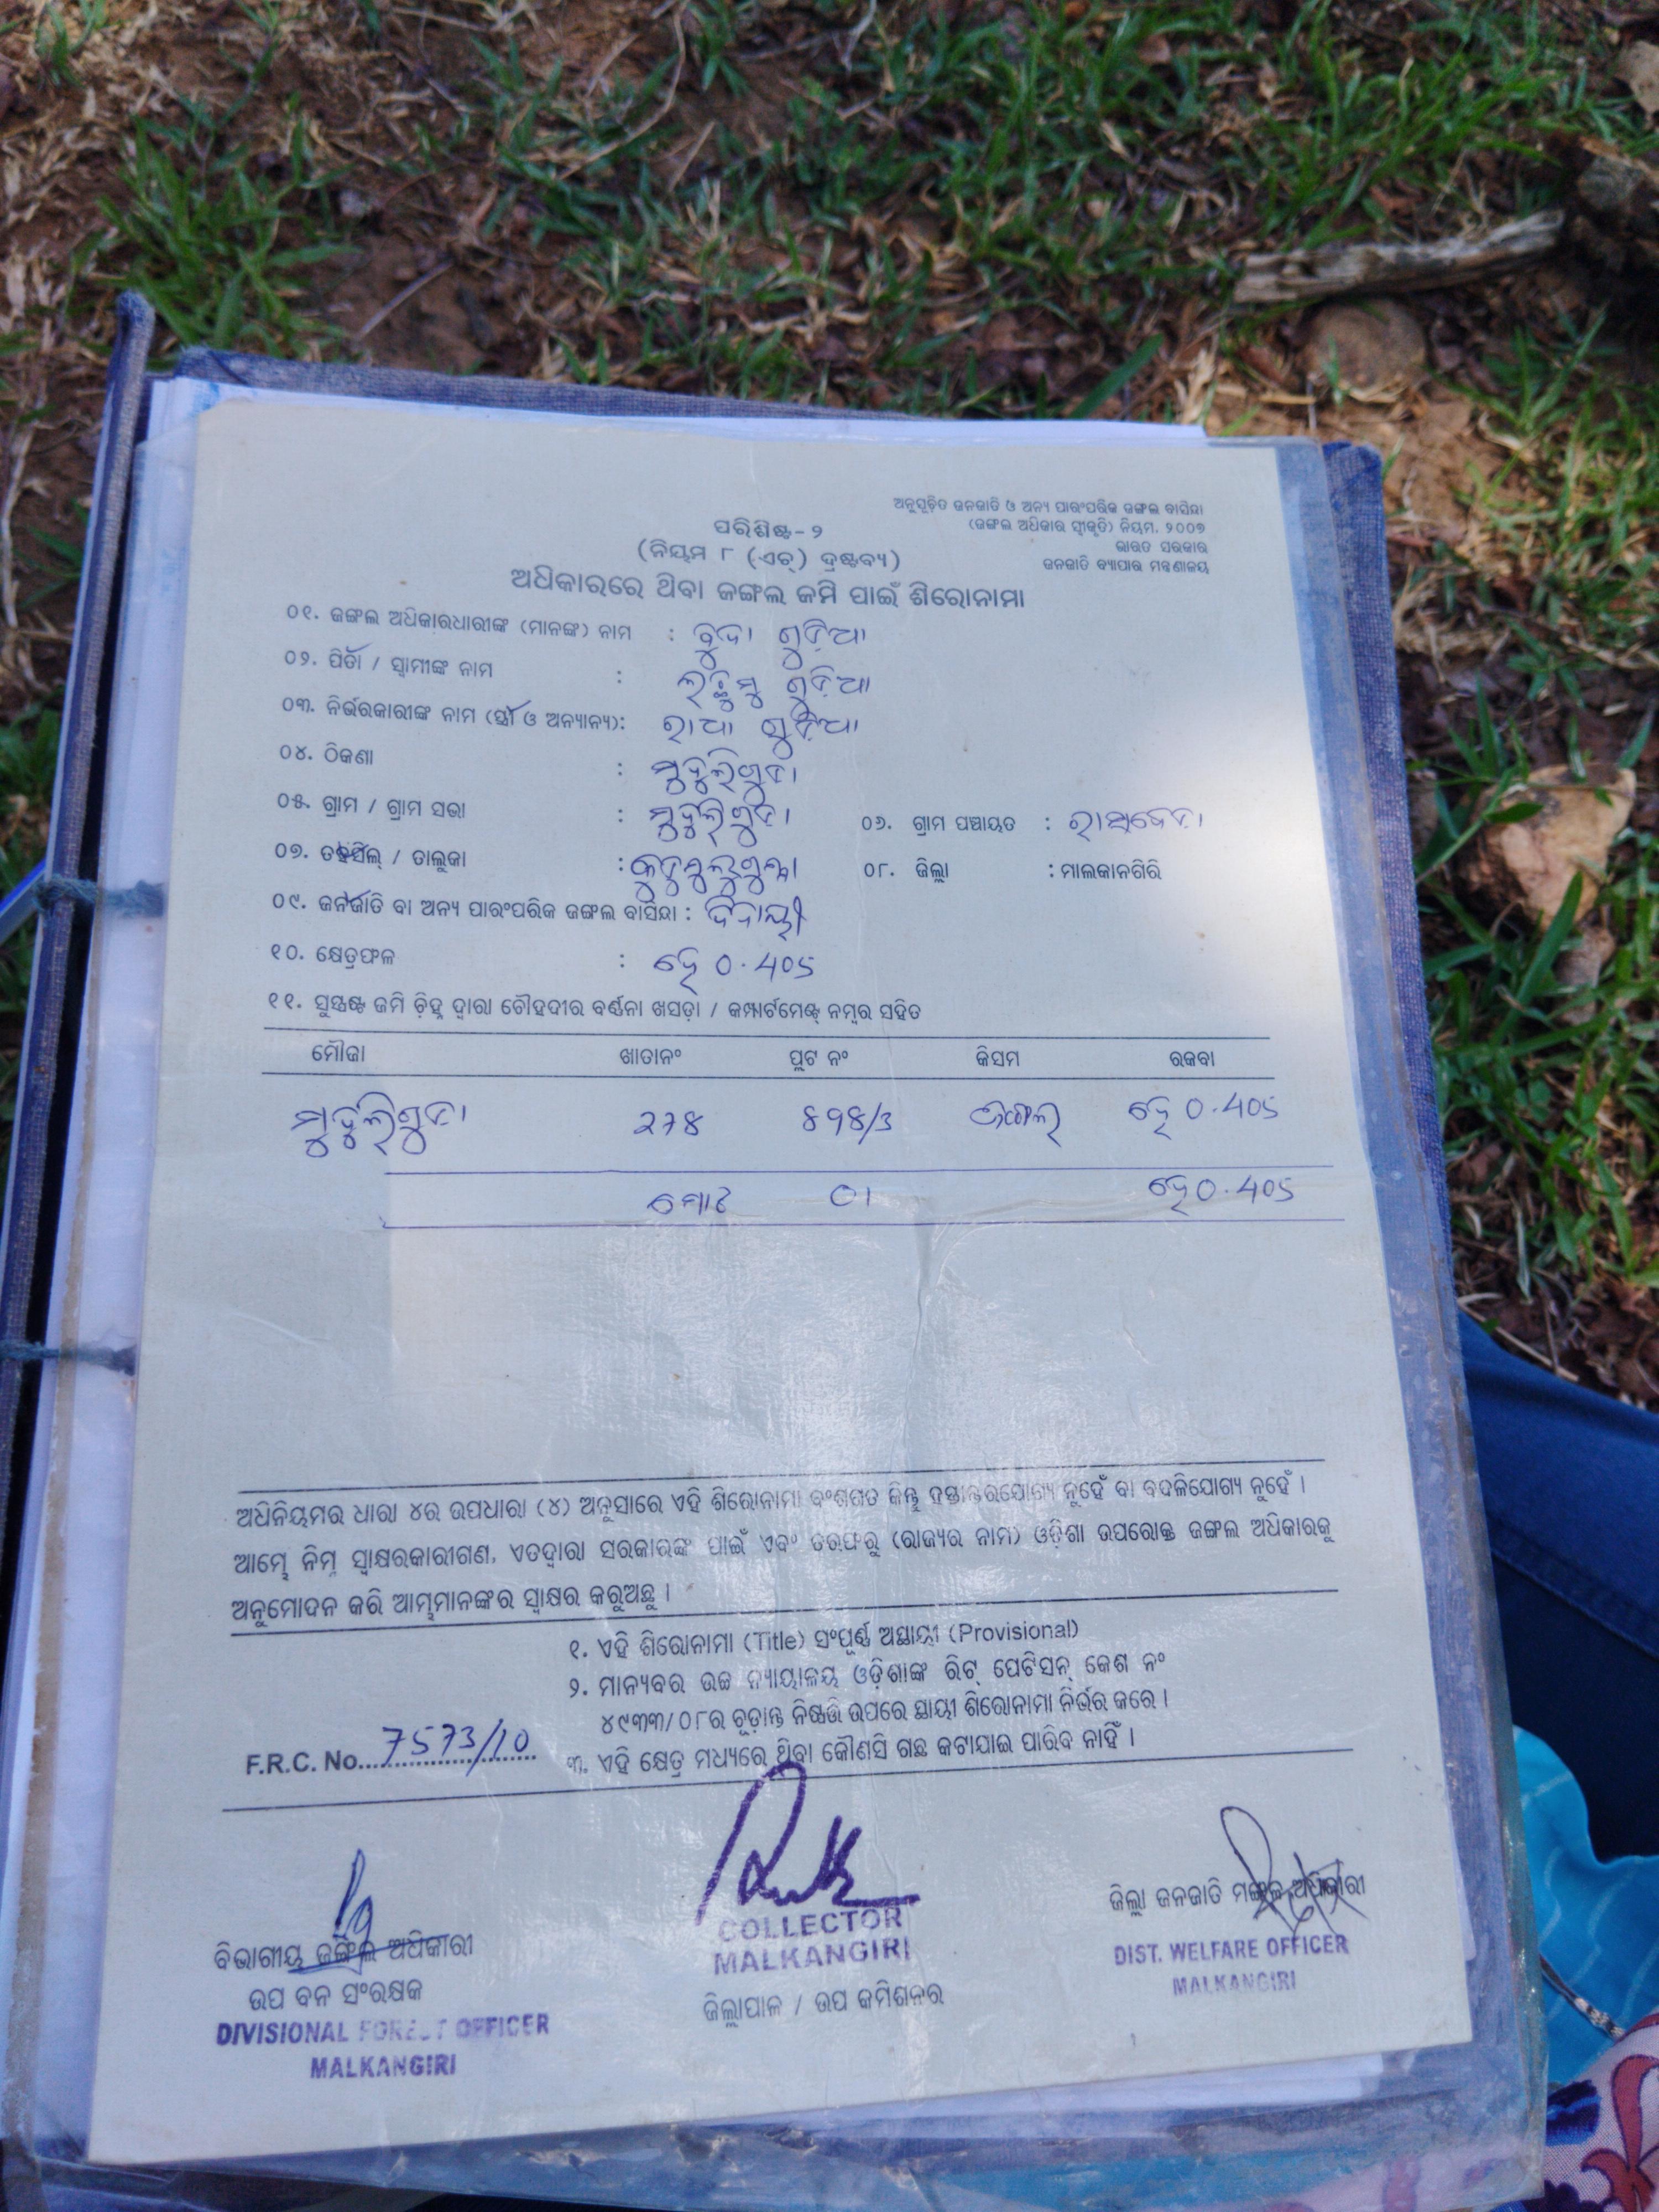 ଅନୁସୂଚିତ ଜନଜାତି ଓ ଅନ୍ୟ ପାରଂପରିକ ଜଙ୍ଗଲ ବାସିନ୍ଦା
(ଜଙ୍ଗଲ ଅଧିକାର ସ୍ୱୀକୃତି) ନିୟମ, ୨୦୦୭
ଭାରତ ସରକାର
ଜନଜାତି ବ୍ୟାପାର ମନ୍ତ୍ରଣାଳୟ
ପରିଶିଷ୍ଟ-୨
(ନିୟମ ୮ (ଏଚ୍) ଦ୍ରଷ୍ଟବ୍ୟ)
ଅଧିକାରରେ ଥିବା ଜଙ୍ଗଲ ଜମି ପାଇଁ ଶିରୋନାମା
୦୧. ଜଙ୍ଗଲ ଅଧିକାରଧାରୀଙ୍କ (ମାନଙ୍କ) ନାମ : ବୁଦା ଗୁଡିଆ
୦୨. ପିତା / ସ୍ୱାମୀଙ୍କ ନାମ : ଲଚ୍ଛୁମୁ ଗୁଡିଆ
୦୩. ନିର୍ଭରକାରୀଙ୍କ ନାମ (ସ୍ତ୍ରୀ ଓ ଅନ୍ୟାନ୍ୟ): ରାଧା ଗୁଡିଆ
୦୪. ଠିକଣା : ମୁଦୁଲିଗୁଡା
୦୫. ଗ୍ରାମ / ଗ୍ରାମ ସଭା : ମୁଦୁଲିଗୁଡା ୦୬. ଗ୍ରାମ ପଞ୍ଚାୟତ :
୦୭. ତହସିଲ୍ / ତାଲୁକା : କୁଡୁମୁଲୁଗୁମ୍ମା ୦୮. ଜିଲ୍ଲା : ମାଲକାନଗିରି
୦୯. ଜନଜାତି ବା ଅନ୍ୟ ପାରଂପରିକ ଜଙ୍ଗଲ ବାସିନ୍ଦା :
୧୦. କ୍ଷେତ୍ରଫଳ : ହେ 0.405
୧୧. ସୁସ୍ପଷ୍ଟ ଜମି ଚିହ୍ନ ଦ୍ୱାରା ଚୌହଦୀର ବର୍ଣ୍ଣନା ଖସଡ଼ା / କମ୍ପାର୍ଟମେଣ୍ଟ୍ ନମ୍ବର ସହିତ
ମୌଜା ଖାତାନଂ ପ୍ଲଟ ନଂ କିସମ ରକବା
ମୁଦୁଲିଗୁଡା ୨୭୪ ୪୩୪/୬ ଜଙ୍ଗଲ୍ ହେ 0.405
ମୋଟ 01 ହେ 0.405
ଅଧିନିୟମର ଧାରା ୪ର ଉପଧାରା (୪) ଅନୁସାରେ ଏହି ଶିରୋନାମା ବଂଶଗତ କିନ୍ତୁ ହସ୍ତାନ୍ତରଯୋଗ୍ୟ ନୁହେଁ ବା ବଦଳିଯୋଗ୍ୟ ନୁହେଁ ।
ଆମ୍ଭେ ନିମ୍ନ ସ୍ୱାକ୍ଷରକାରୀଗଣ, ଏତଦ୍ୱାରା ସରକାରଙ୍କ ପାଇଁ ଏବଂ ତରଫରୁ (ରାଜ୍ୟର ନାମ) ଓଡ଼ିଶା ଉପରୋକ୍ତ ଜଙ୍ଗଲ ଅଧିକାରକୁ
ଅନୁମୋଦନ କରି ଆମ୍ଭମାନଙ୍କର ସ୍ୱାକ୍ଷର କରୁଅଛୁ ।
୧. ଏହି ଶିରୋନାମା (Title) ସଂପୂର୍ଣ୍ଣ ଅସ୍ଥାୟୀ (Provisional)
୨. ମାନ୍ୟବର ଉଚ୍ଚ ନ୍ୟାୟାଳୟ ଓଡ଼ିଶାଙ୍କ ରିଟ୍ ପେଟିସନ୍ କେଶ ନଂ
୪୯୩୩/୦୮ର ଚୂଡ଼ାନ୍ତ ନିଷ୍ପତ୍ତି ଉପରେ ସ୍ଥାୟୀ ଶିରୋନାମା ନିର୍ଭର କରେ ।
F.R.C. No. 7573/10
୩. ଏହି କ୍ଷେତ୍ର ମଧ୍ୟରେ ଥିବା କୌଣସି ଗଛ କଟାଯାଇ ପାରିବ ନାହିଁ ।
ବିଭାଗୀୟ ଜଙ୍ଗଲ ଅଧିକାରୀ
ଉପ ବନ ସଂରକ୍ଷକ
DIVISIONAL FOREST OFFICER
MALKANGIRI
COLLECTOR
MALKANGIRI
ଜିଲ୍ଲାପାଳ / ଉପ କମିଶନର
ଜିଲ୍ଲା ଜନଜାତି ମଙ୍ଗଳ ଅଧିକାରୀ
DIST. WELFARE OFFICER
MALKANGIRI